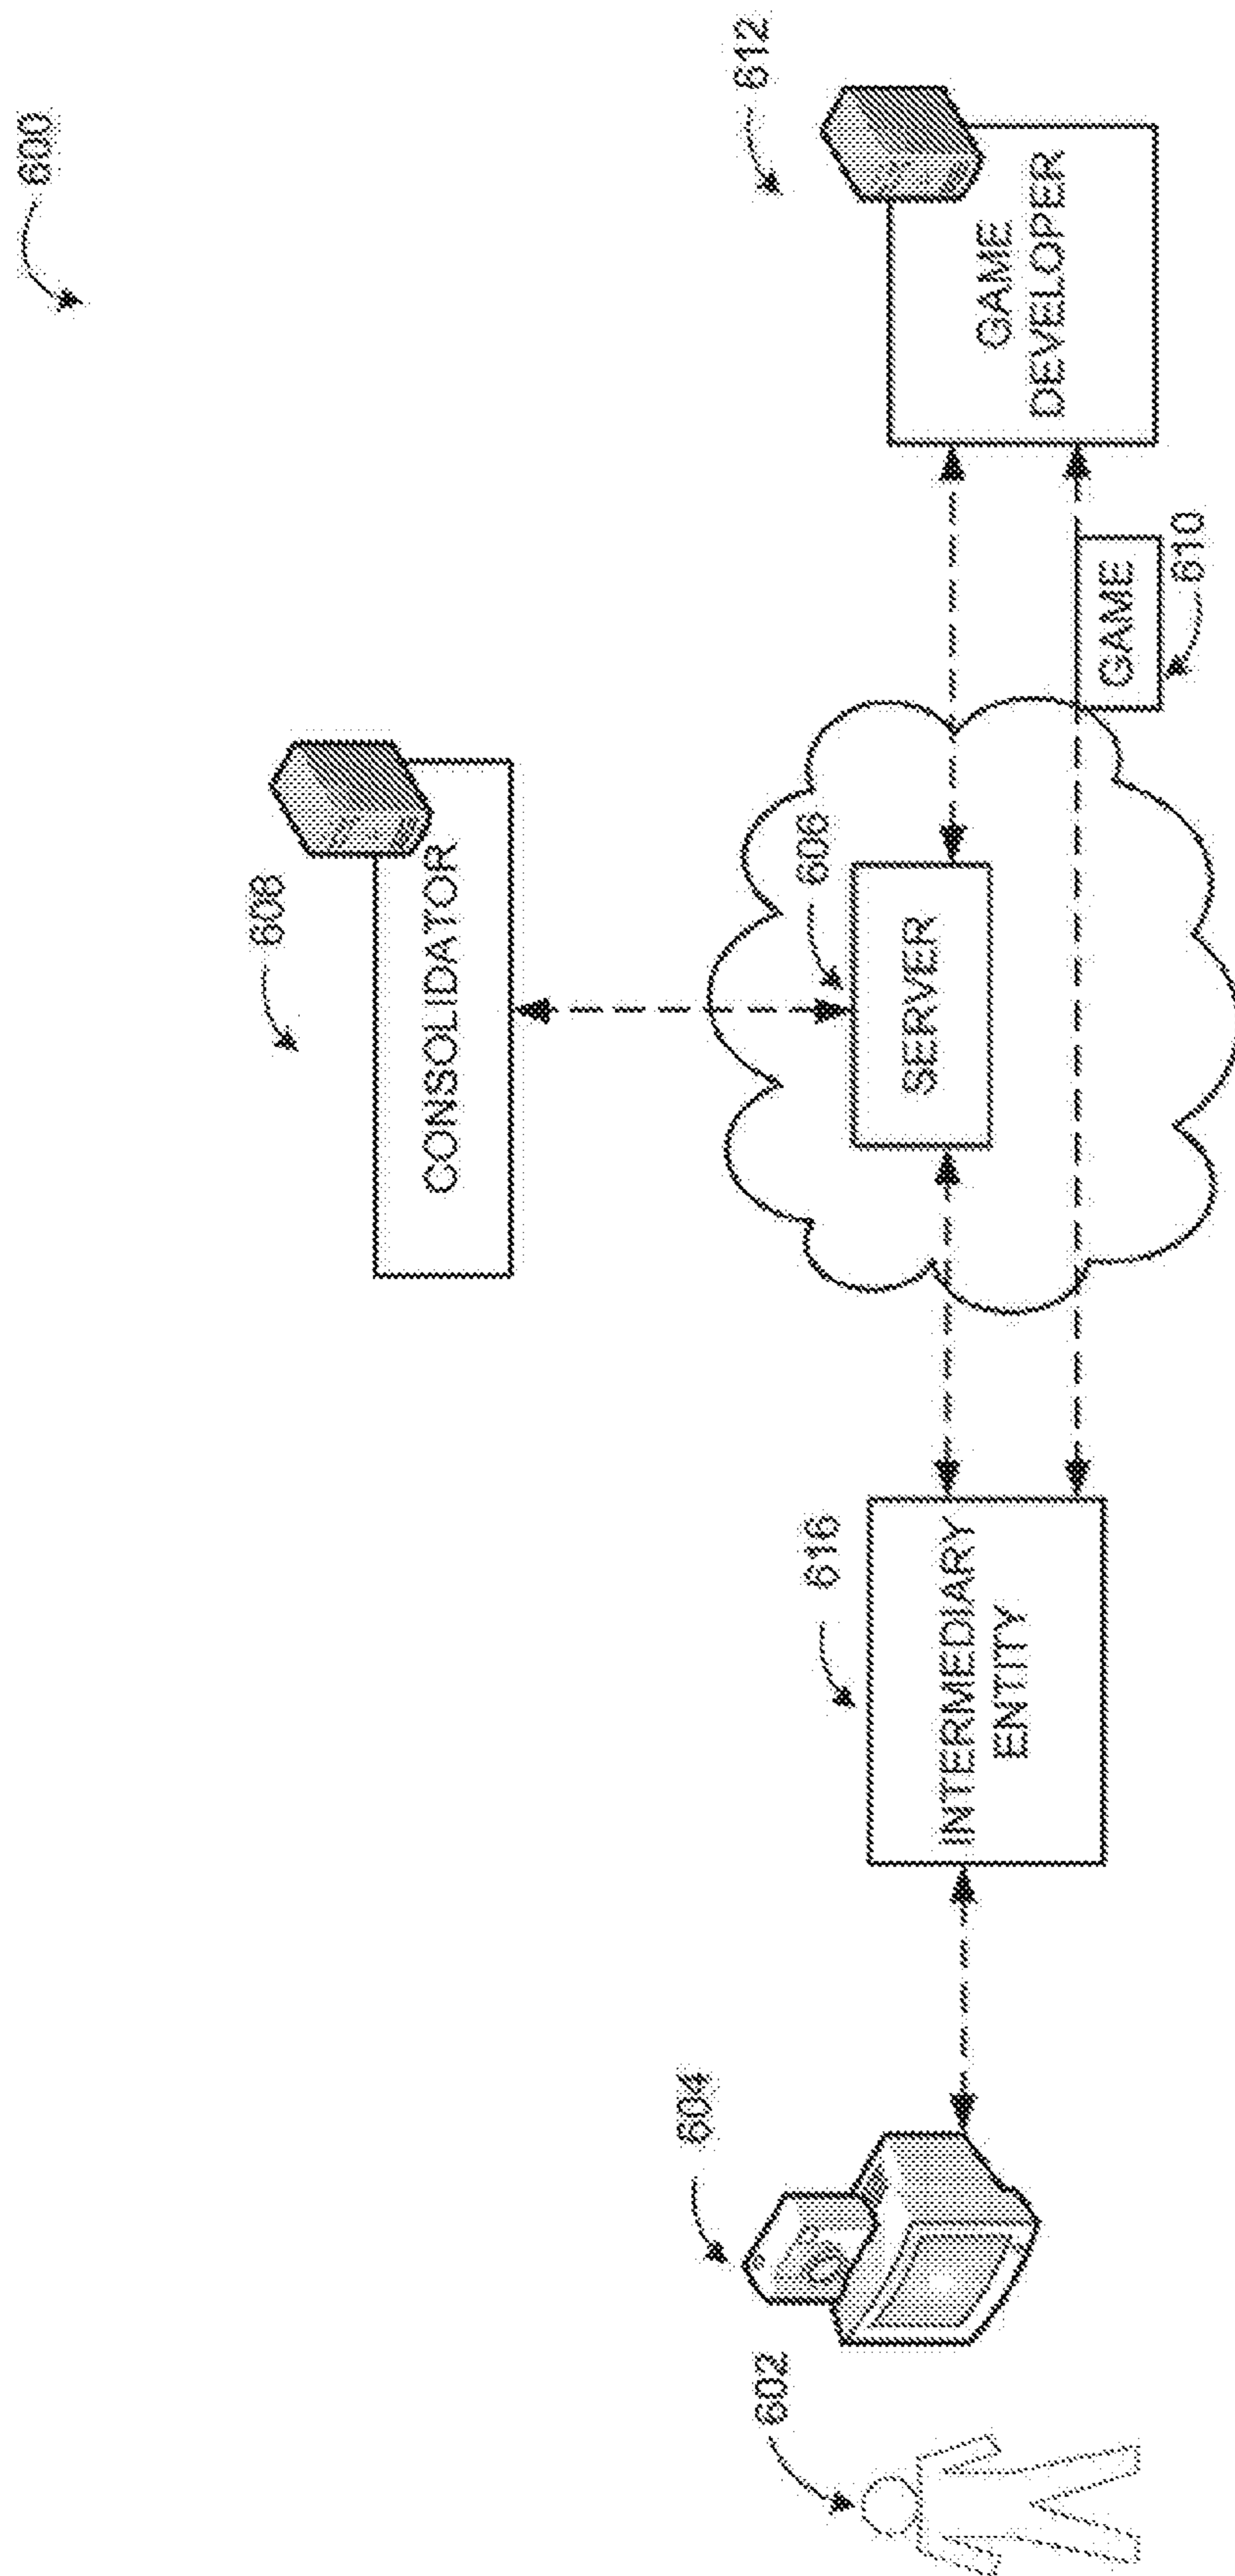 600
608
CONSOLIDATOR
612
GAME
DEVELOPER
606
SERVER
GAME
610
616
INTERMEDIARY
ENTITY
604
602